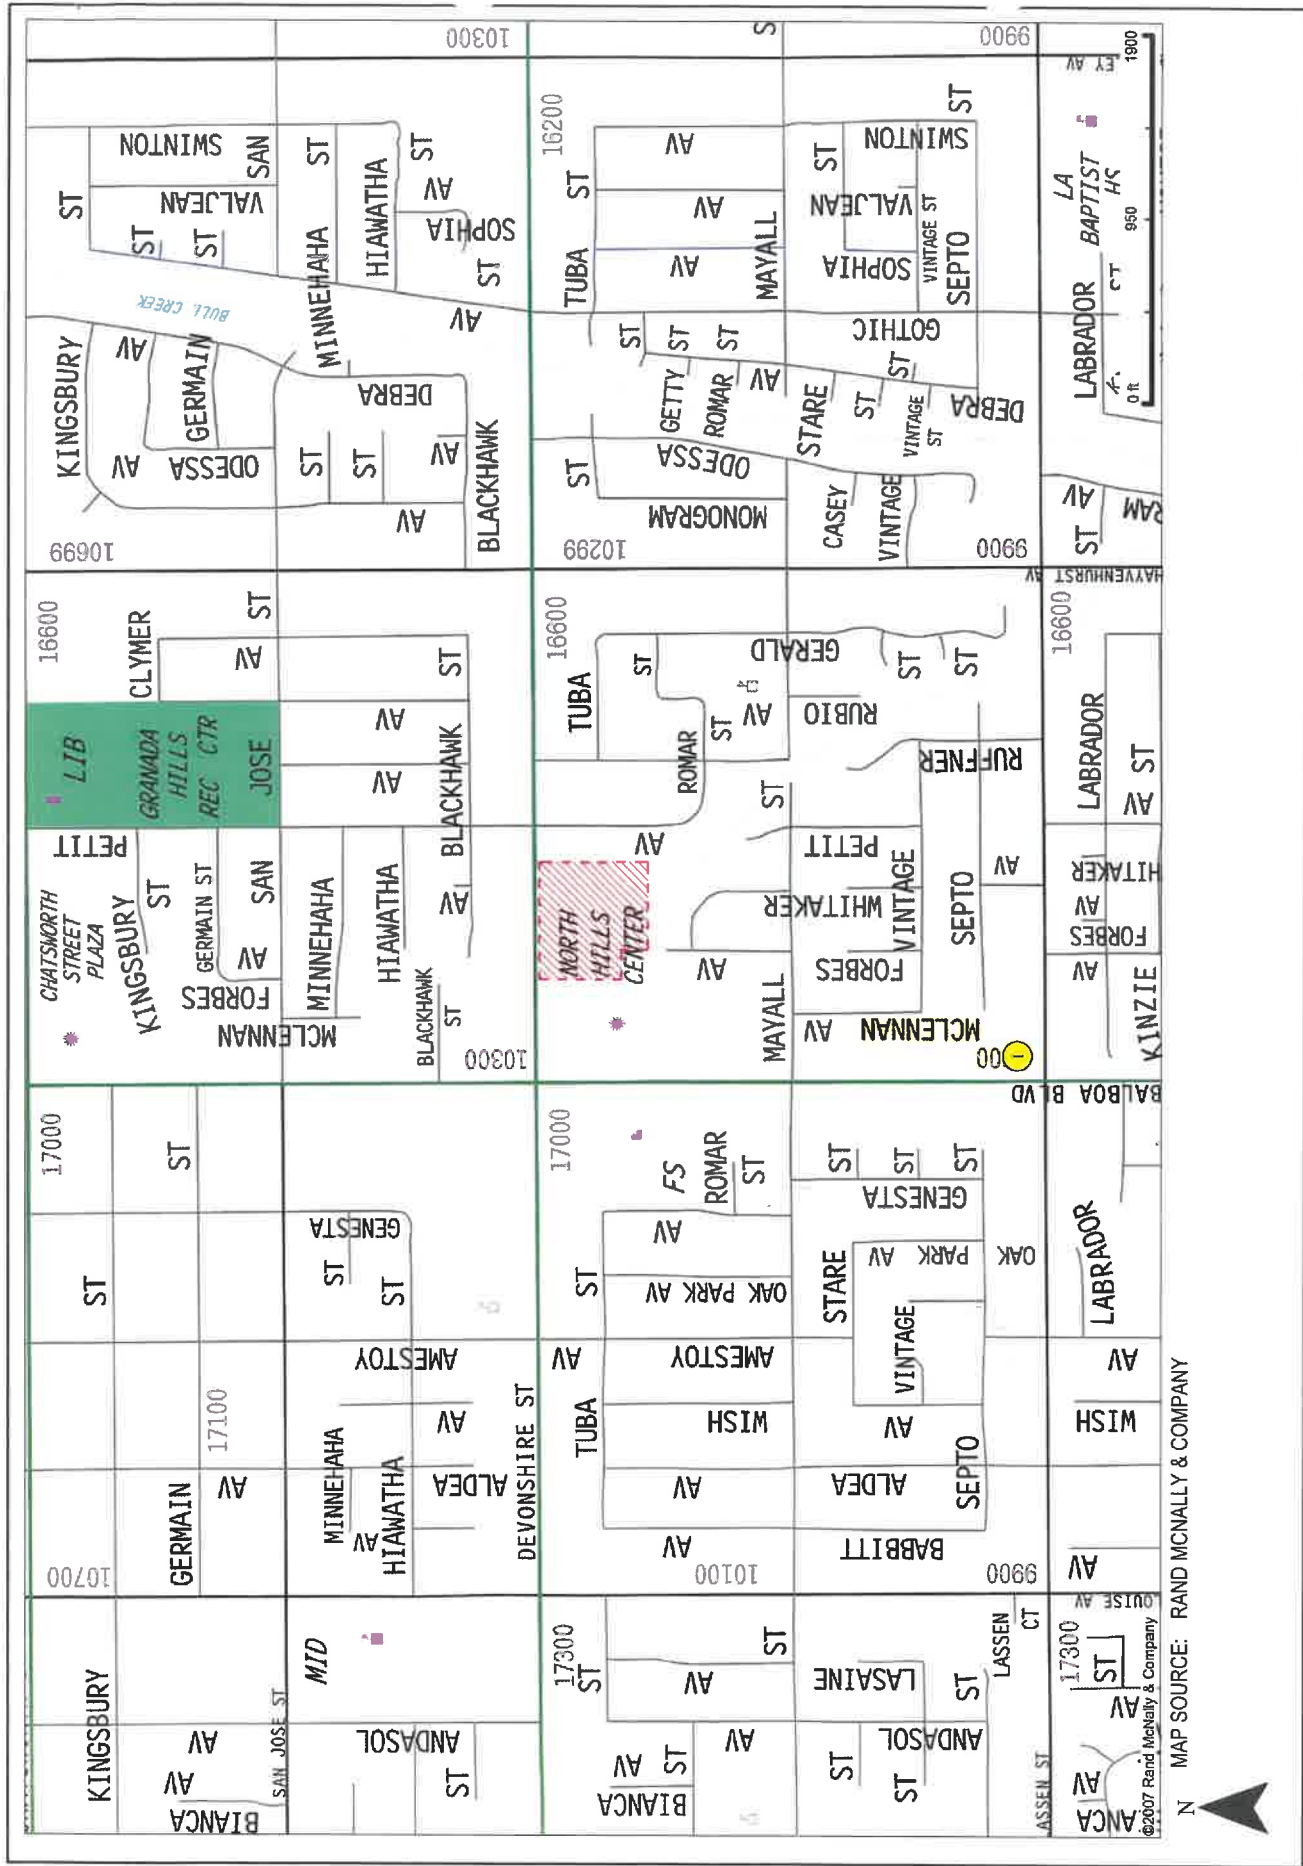 CHATSWORTH
STREET
PLAZA
LIB
10700
17000
16600
10699
KINGSBURY
ST
PETIT
KINGSBURY
ST
GRANADA
HILLS
REC CTR
CLYMER
KINGSBURY
ST
AV
AV
BIANCA
GERMAIN
AV
17100
ST
GERMAIN ST
FORBES
AV
AV
ODESSA
GERMAIN
AV
ST
ST
BULL CREEK
VALJEAN
SWINTON
SAN JOSE ST
SAN
JOSE
ST
SAN
MID
MCLENNAN
MINNEHAHA
AV
MINNEHAHA
ST
GENESTA
MINNEHAHA
ST
ST
MINNEHAHA
ST
ANDASOL
ST
HIAWATHA
AV
ST
AMESTOY
HIAWATHA
AV
AV
AV
DEBRA
HIAWATHA
ST
ALDEA
AV
BLACKHAWK
ST
AV
BLACKHAWK
ST
AV
BLACKHAWK
ST
AV
SOPHIA
AV
10300
10300
DEVONSHIRE ST
17300
ST
17000
16600
10299
16200
TUBA
AV
ST
NORTH
HILLS
CENTER
TUBA
ST
TUBA
ST
BIANCA
AV
ST
AV
AV
AV
AV
AV
AV
ROMAR
ST
ST
GETTY
ST
ST
AV
AV
AV
FS
ROMAR
ST
AV
ST
ROMAR
ST
10100
AV
WISH
AMESTOY
OAK PARK AV
AV
RUBIO
GERALD
MONOGRAM
ODESSA
AV
ST
MAYALL
ST
MAYALL
ST
LASAINE
ST
ALDEA
STARE
GENESTA
ST
AV
FORBES
WHITAKER
PETIT
CASEY
STARE
ST
SOPHIA
VALJEAN
SWINTON
ST
ANDASOL
ST
BABBITT
AV
VINTAGE
AV
PARK
OAK
ST
MCLENNAN
VINTAGE
RUFFNER
ST
VINTAGE
VINTAGE
ST
ST
GOTHIC
VINTAGE ST
ST
SEPTO
ST
SEPTO
AV
ST
DEBRA
SEPTO
ST
LASSEN
CT
9900
00
9900
9900
ASSEN ST
LOUISE AV
BALBOA BLVD
HAYVENHURST AV
EY AV
17300
ST
16600
AV
LABRADOR
AV
LABRADOR
ST
AV
LABRADOR
CT
LA
BAPTIST
HS
ANCA
AV
AV
WISH
AV
KINZIE
FORBES
AV
HITAKER
AV
ST
RAM
0 ft
950
1900
©2007 Rand McNally & Company
N
MAP SOURCE: RAND MCNALLY & COMPANY